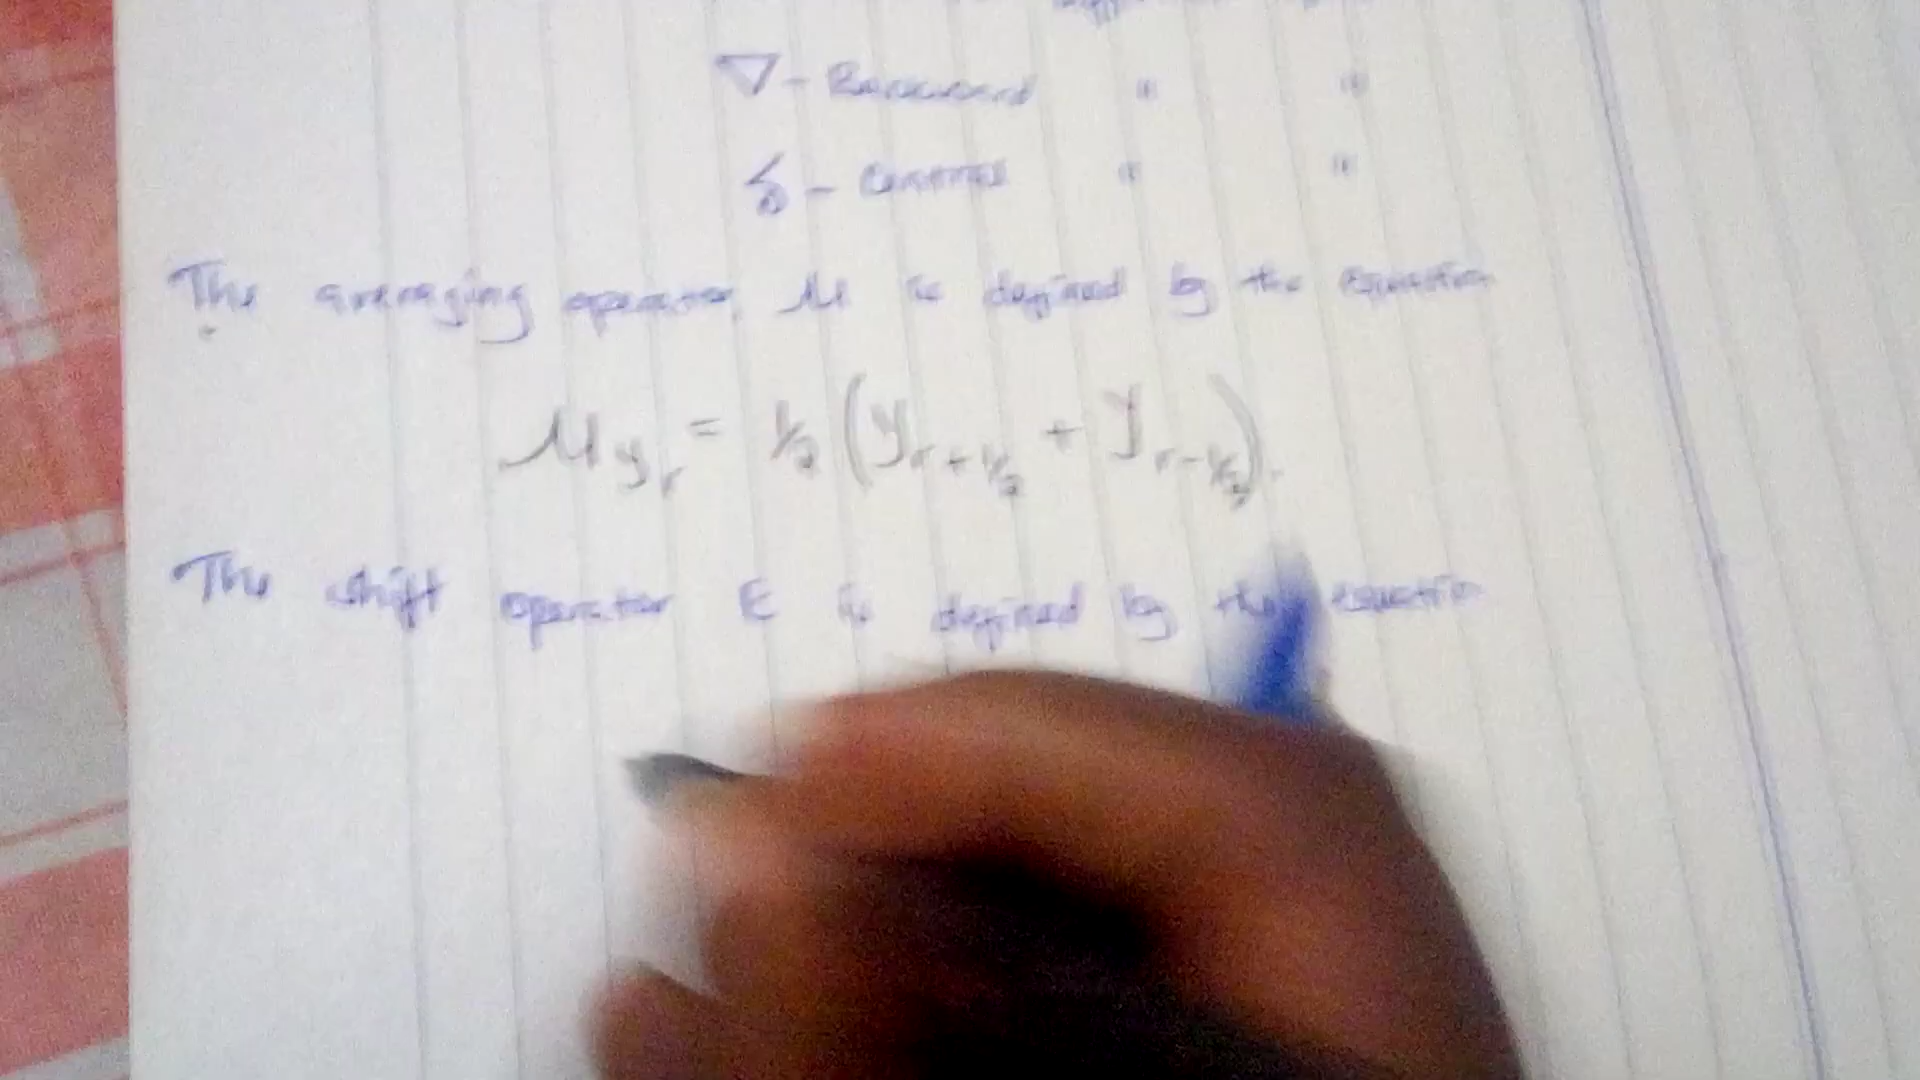 ∇ - Backward " "
δ - Central " "
The averaging operator, μ is defined by the equation
μy_r = 1/2 (y_{r+1/2} + y_{r-1/2}).
The shift operator E is defined by the equation